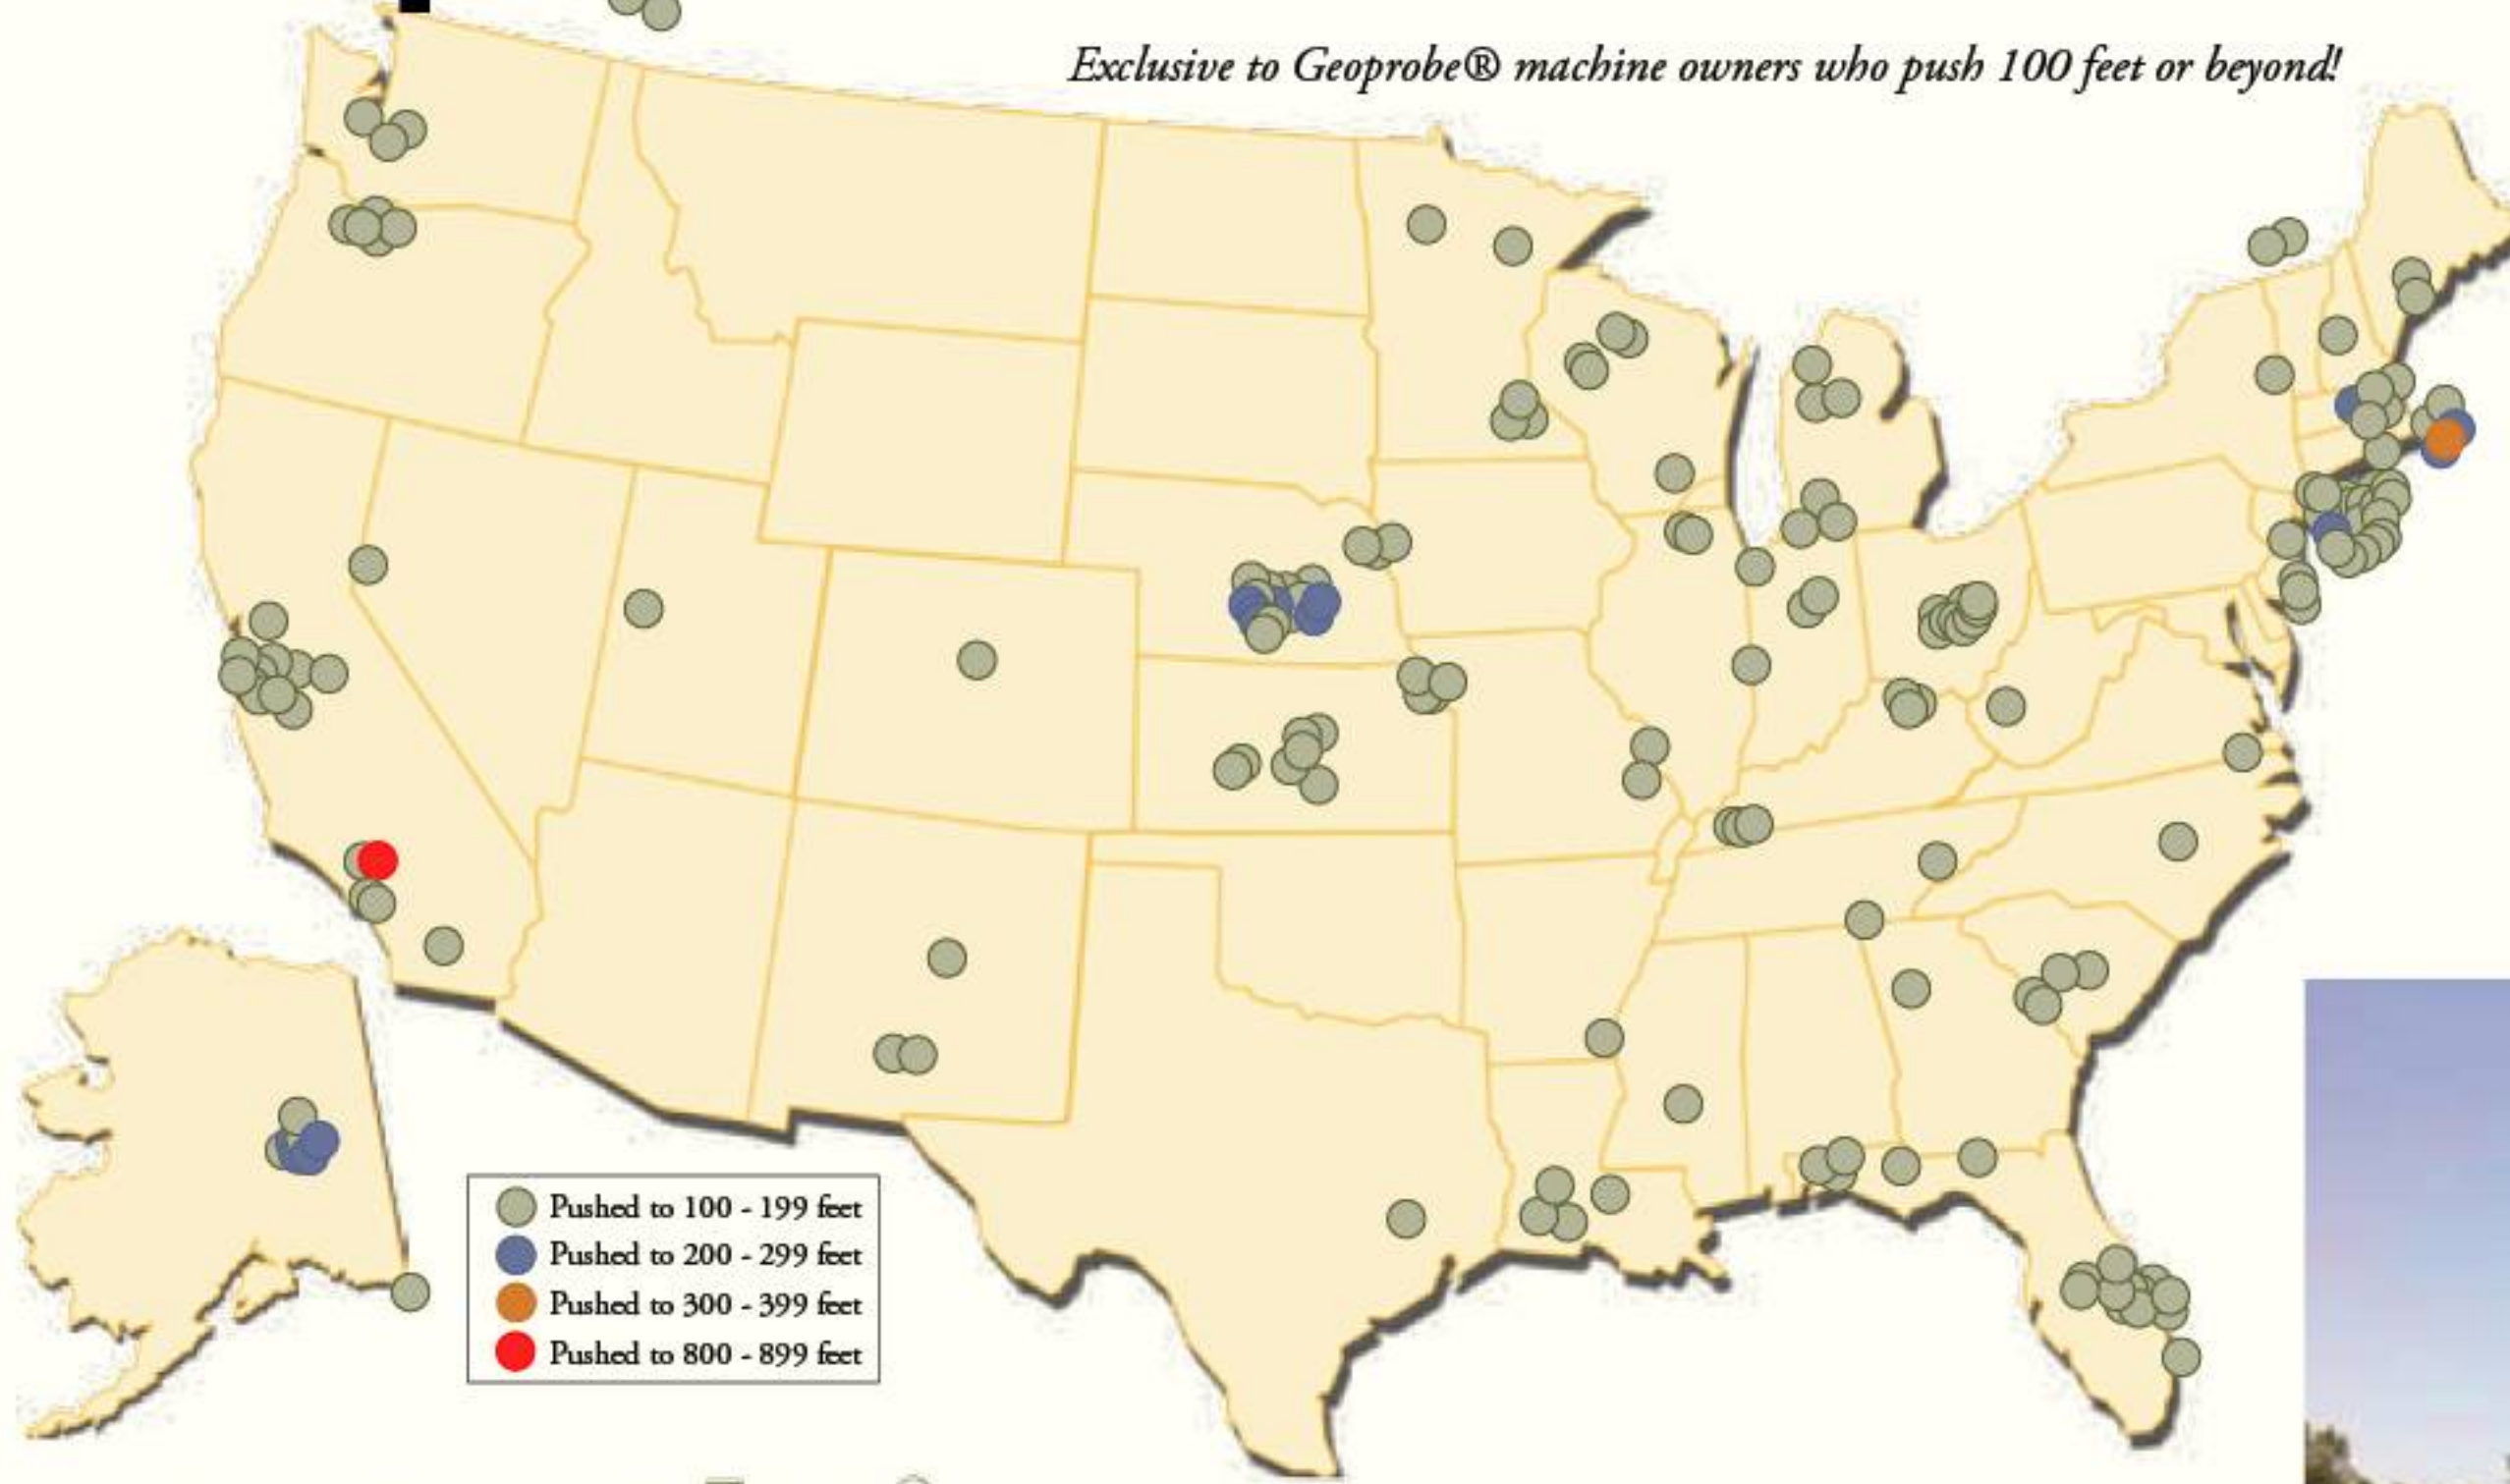 Exclusive to Geoprobe® machine owners who push 100 feet or beyond!
Pushed to 100 - 199 feet
Pushed to 200 - 299 feet
Pushed to 300 - 399 feet
Pushed to 800 - 899 feet